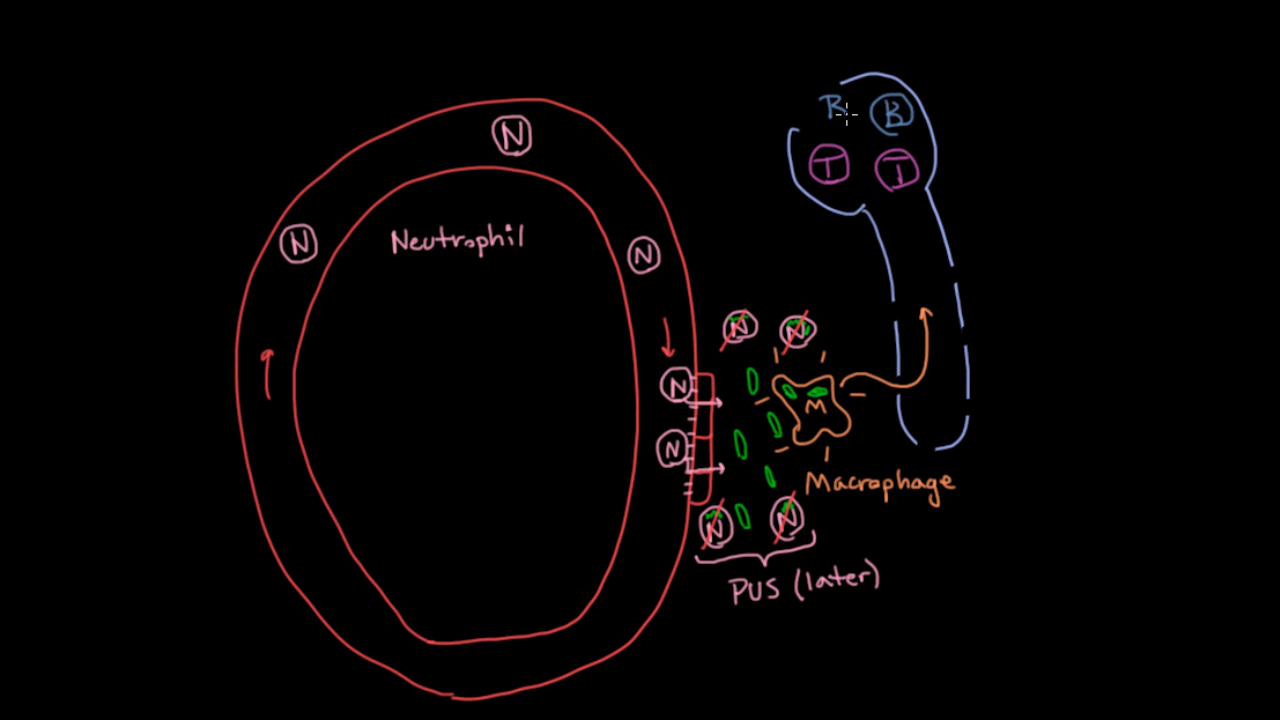 B B
T T
N
N
Neutrophil
N
N N
N
M
N
Macrophage
N N
PUS (later)